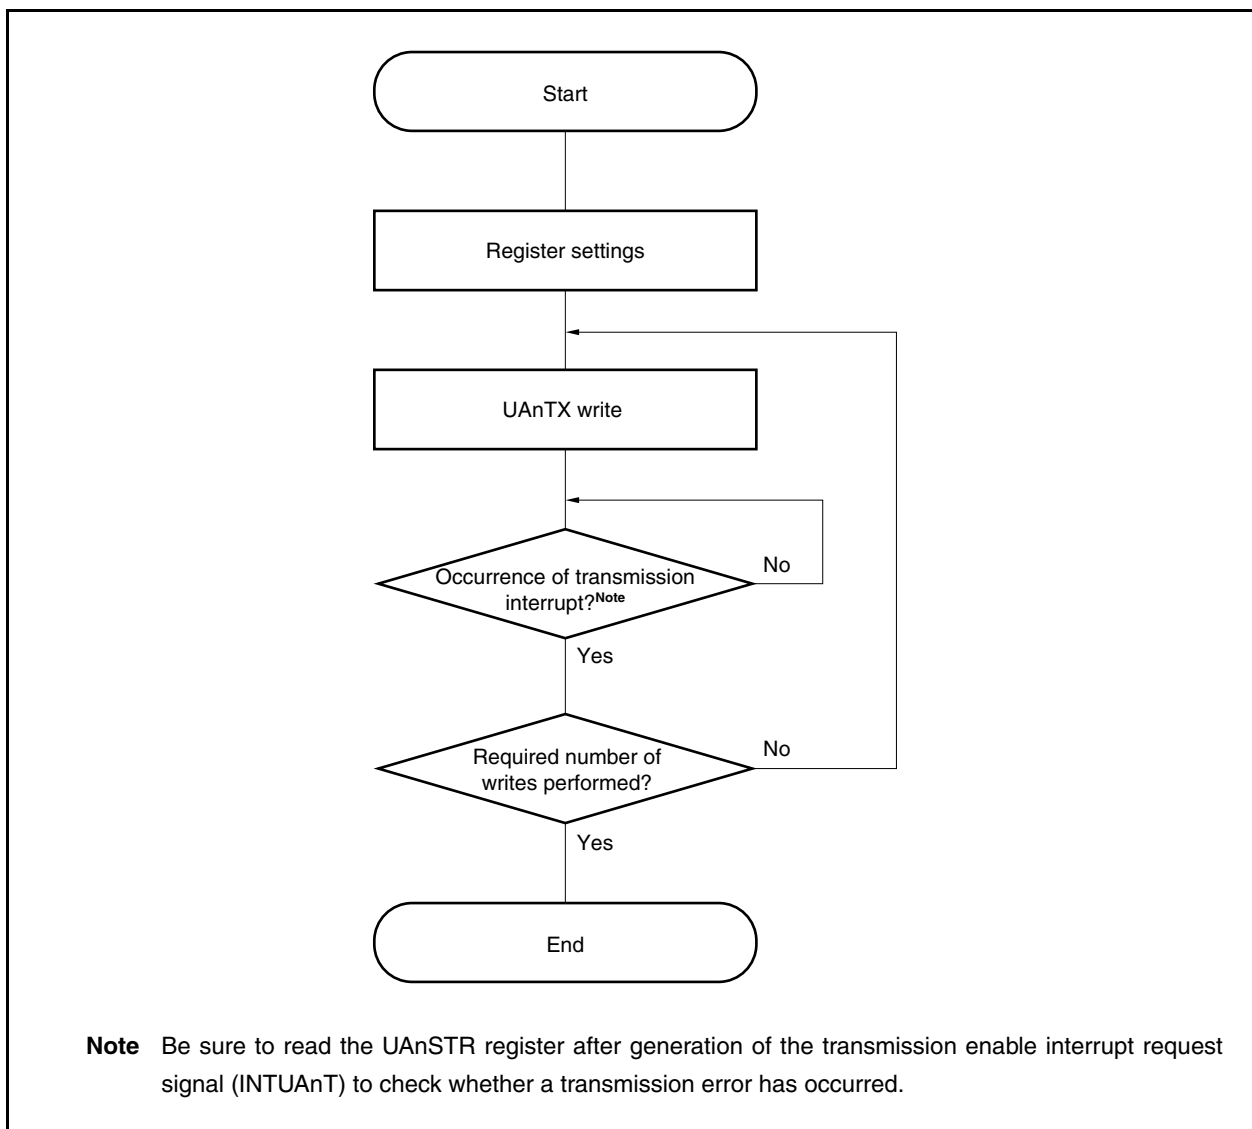 Start
Register settings
UAnTX write
Occurrence of transmission
interrupt?Note
No
Yes
Required number of
writes performed?
No
Yes
End
Note Be sure to read the UAnSTR register after generation of the transmission enable interrupt request
signal (INTUAnT) to check whether a transmission error has occurred.